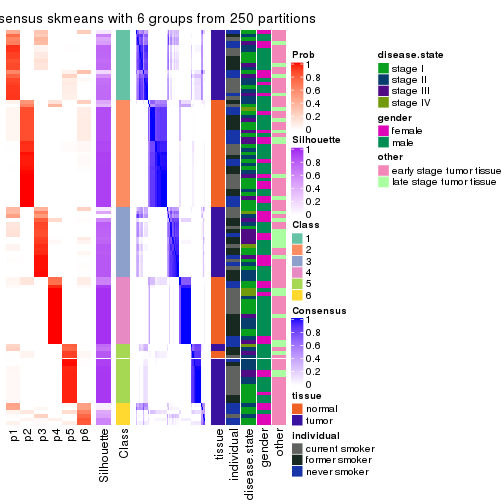 sensus skmeans with 6 groups from 250 partitions
Prob
1
0.8
0.6
0.4
0.2
0
Silhouette
1
0.8
0.6
0.4
0.2
0
Class
1
2
3
4
5
6
Consensus
1
0.8
0.6
0.4
0.2
0
tissue
normal
tumor
individual
current smoker
former smoker
never smoker
disease.state
stage I
stage II
stage III
stage IV
gender
female
male
other
early stage tumor tissue
late stage tumor tissue
p1
p2
p3
p4
p5
p6
Silhouette
Class
tissue
individual
disease.state
gender
other